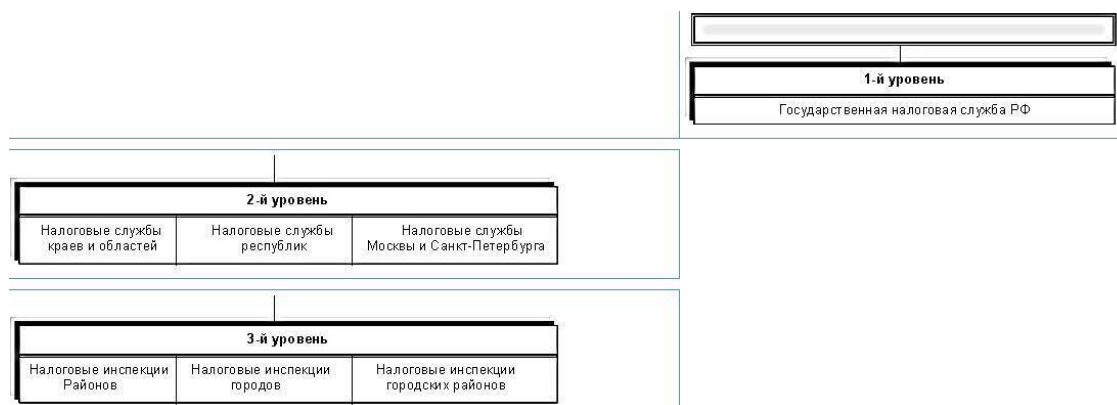 1-й уровень
Государственная налоговая служба РФ
2-й уровень
Налоговые службы
краев и областей
Налоговые службы
республик
Налоговые службы
Москвы и Санкт-Петербурга
3-й уровень
Налоговые инспекции
Районов
Налоговые инспекции
городов
Налоговые инспекции
городских районов